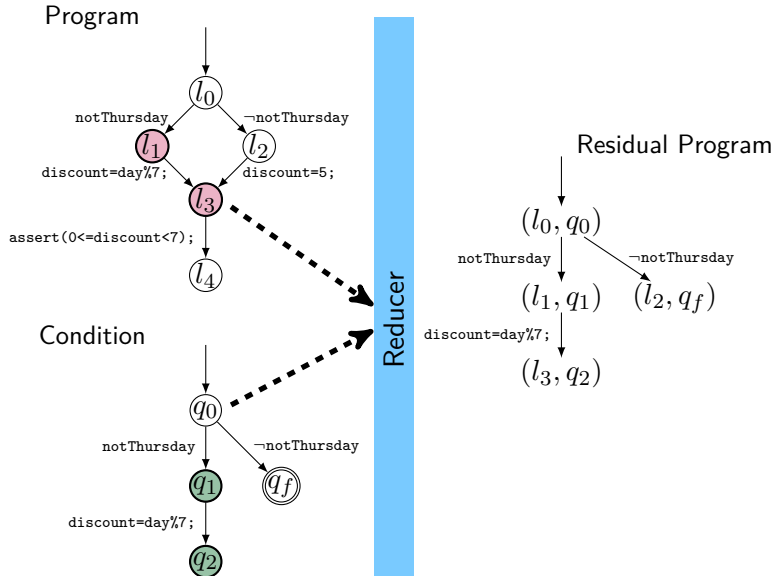 Program
l0
notThursday
¬notThursday
l1
l2
discount=day%7;
discount=5;
l3
assert(0<=discount<7);
l4
Condition
q0
notThursday
¬notThursday
q1
qf
discount=day%7;
q2
Reducer
Residual Program
(l0, q0)
notThursday
¬notThursday
(l1, q1)
(l2, qf)
discount=day%7;
(l3, q2)